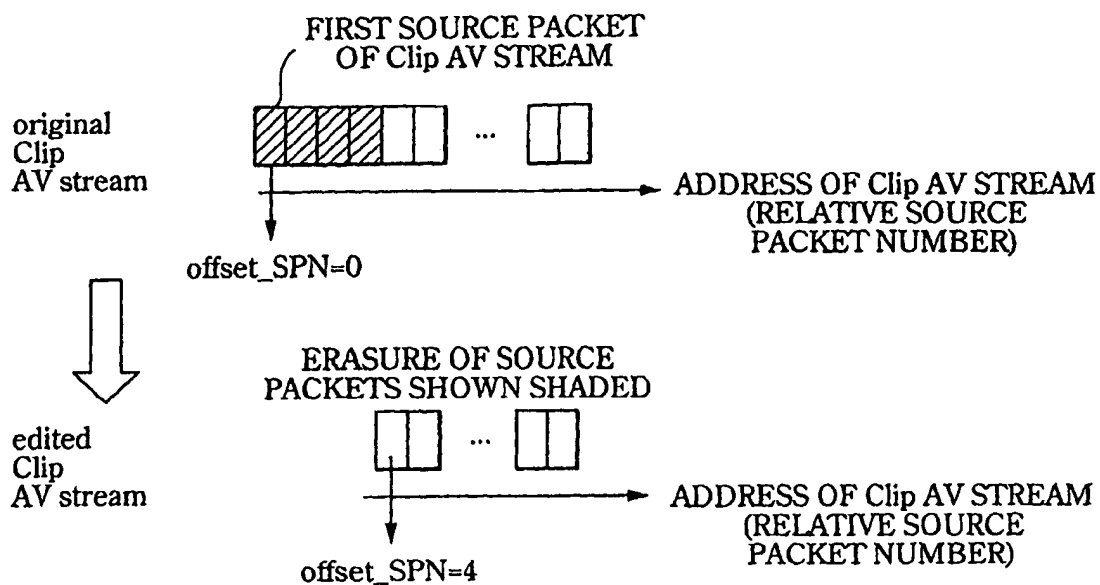 FIRST SOURCE PACKET
OF Clip AV STREAM
original
Clip
AV stream
...
ADDRESS OF Clip AV STREAM
(RELATIVE SOURCE
PACKET NUMBER)
offset_SPN=0
ERASURE OF SOURCE
PACKETS SHOWN SHADED
edited
Clip
AV stream
...
ADDRESS OF Clip AV STREAM
(RELATIVE SOURCE
PACKET NUMBER)
offset_SPN=4